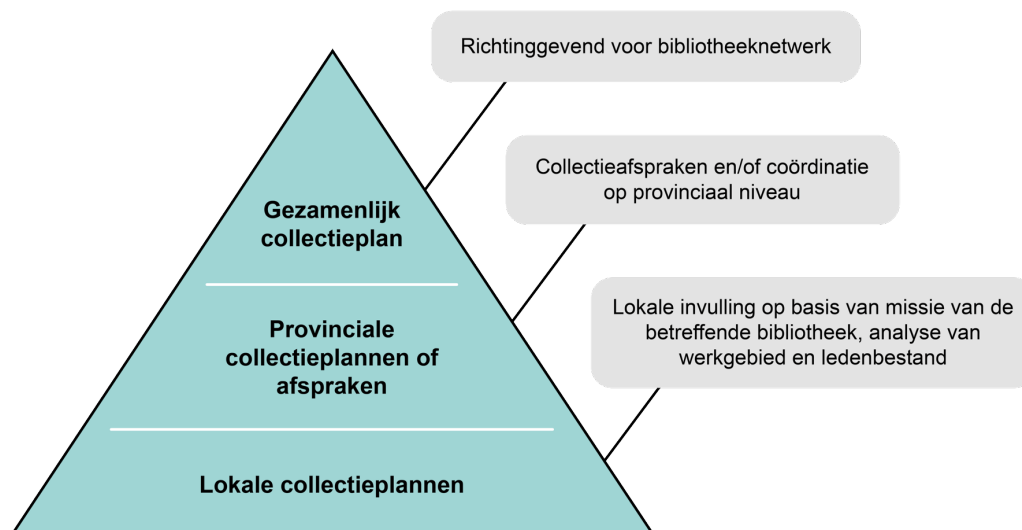 Richtinggevend voor bibliotheeknetwerk
Gezamenlijk
collectieplan
Collectieafspraken en/of coördinatie
op provinciaal niveau
Provinciale
collectieplannen of
afspraken
Lokale invulling op basis van missie van de
betreffende bibliotheek, analyse van
werkgebied en ledenbestand
Lokale collectieplannen